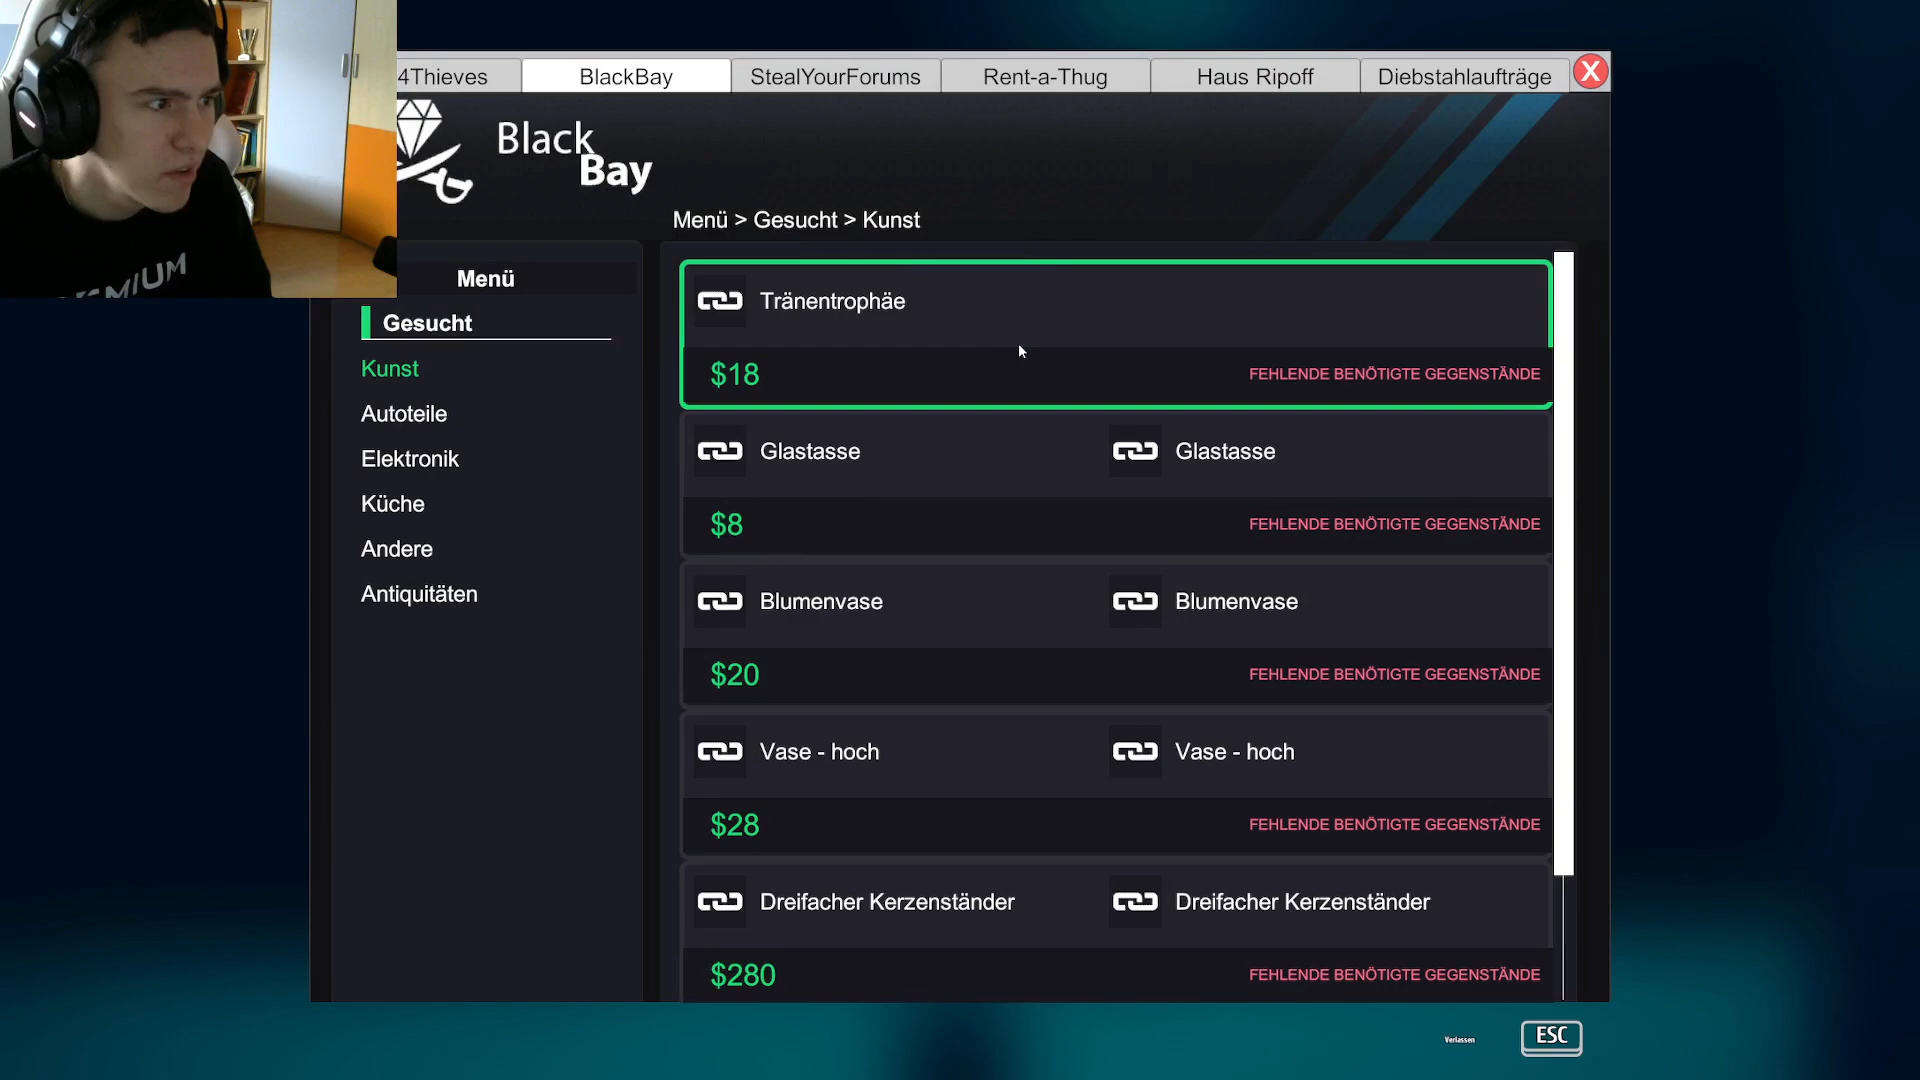 4Thieves
BlackBay
StealYourForums
Rent-a-Thug
Haus Ripoff
Diebstahlaufträge
X
Black
Bay
Menü > Gesucht > Kunst
Menü
Gesucht
Kunst
Autoteile
Elektronik
Küche
Andere
Antiquitäten
Tränentrophäe
$18 FEHLENDE BENÖTIGTE GEGENSTÄNDE
Glastasse Glastasse
$8 FEHLENDE BENÖTIGTE GEGENSTÄNDE
Blumenvase Blumenvase
$20 FEHLENDE BENÖTIGTE GEGENSTÄNDE
Vase - hoch Vase - hoch
$28 FEHLENDE BENÖTIGTE GEGENSTÄNDE
Dreifacher Kerzenständer Dreifacher Kerzenständer
$280 FEHLENDE BENÖTIGTE GEGENSTÄNDE
Verlassen ESC